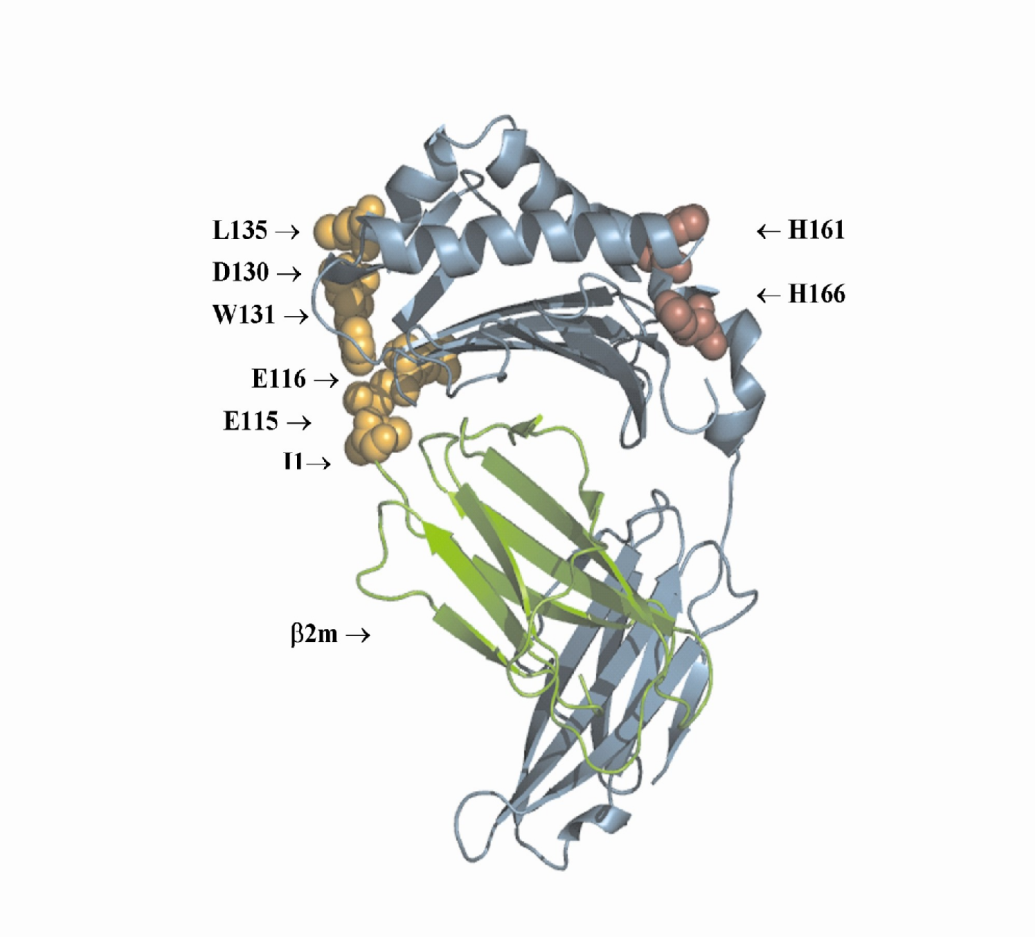 L135 →
← H161
D130 →
← H166
W131 →
E116 →
E115 →
I1→
β2m →